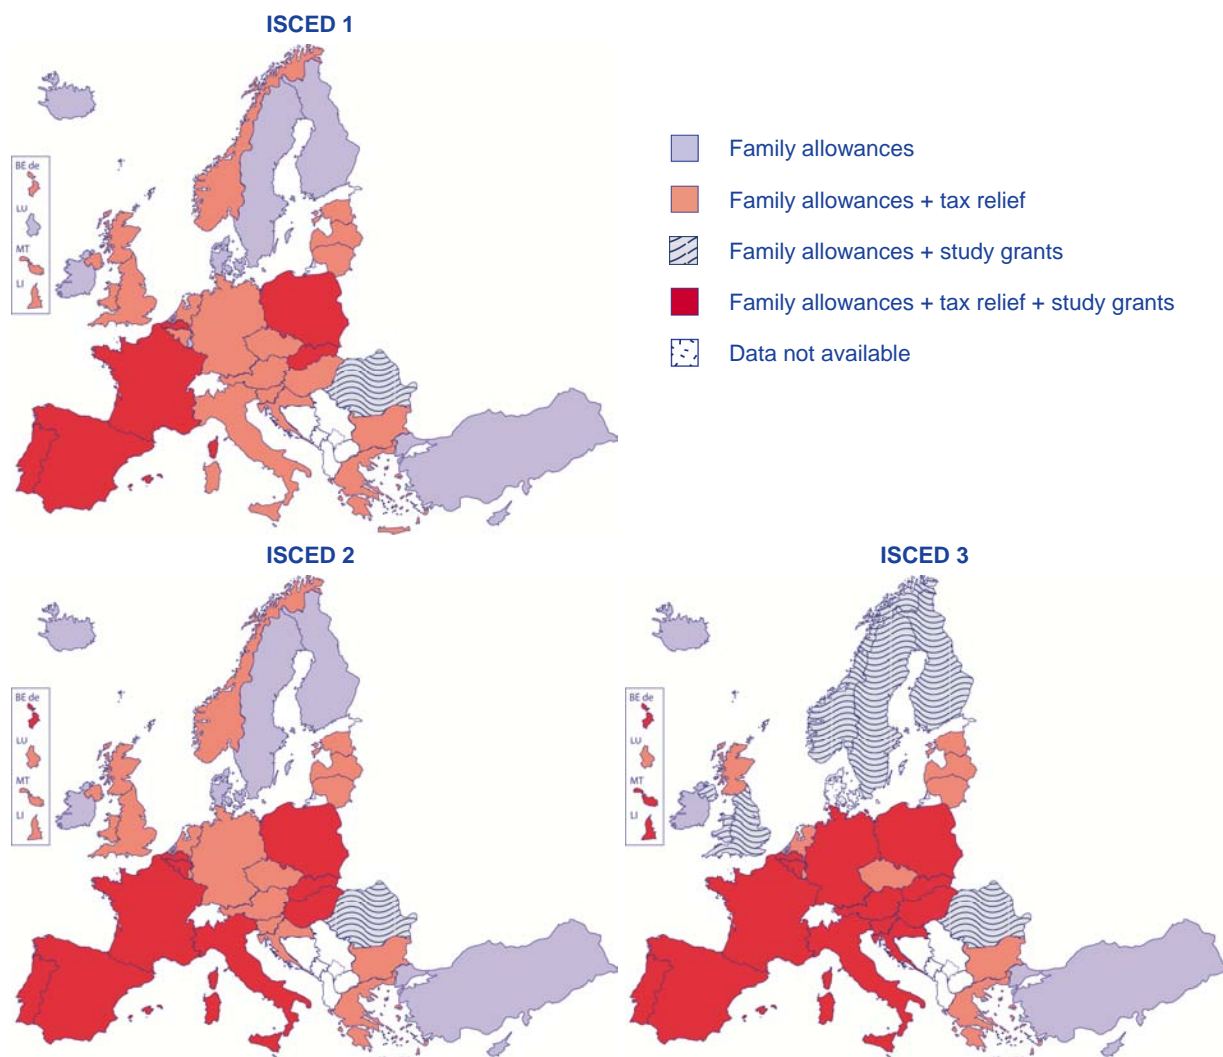 ISCED 1
BE de
LU
MT
LI
Family allowances
Family allowances + tax relief
Family allowances + study grants
Family allowances + tax relief + study grants
Data not available
ISCED 2
BE de
LU
MT
LI
ISCED 3
BE de
LU
MT
LI